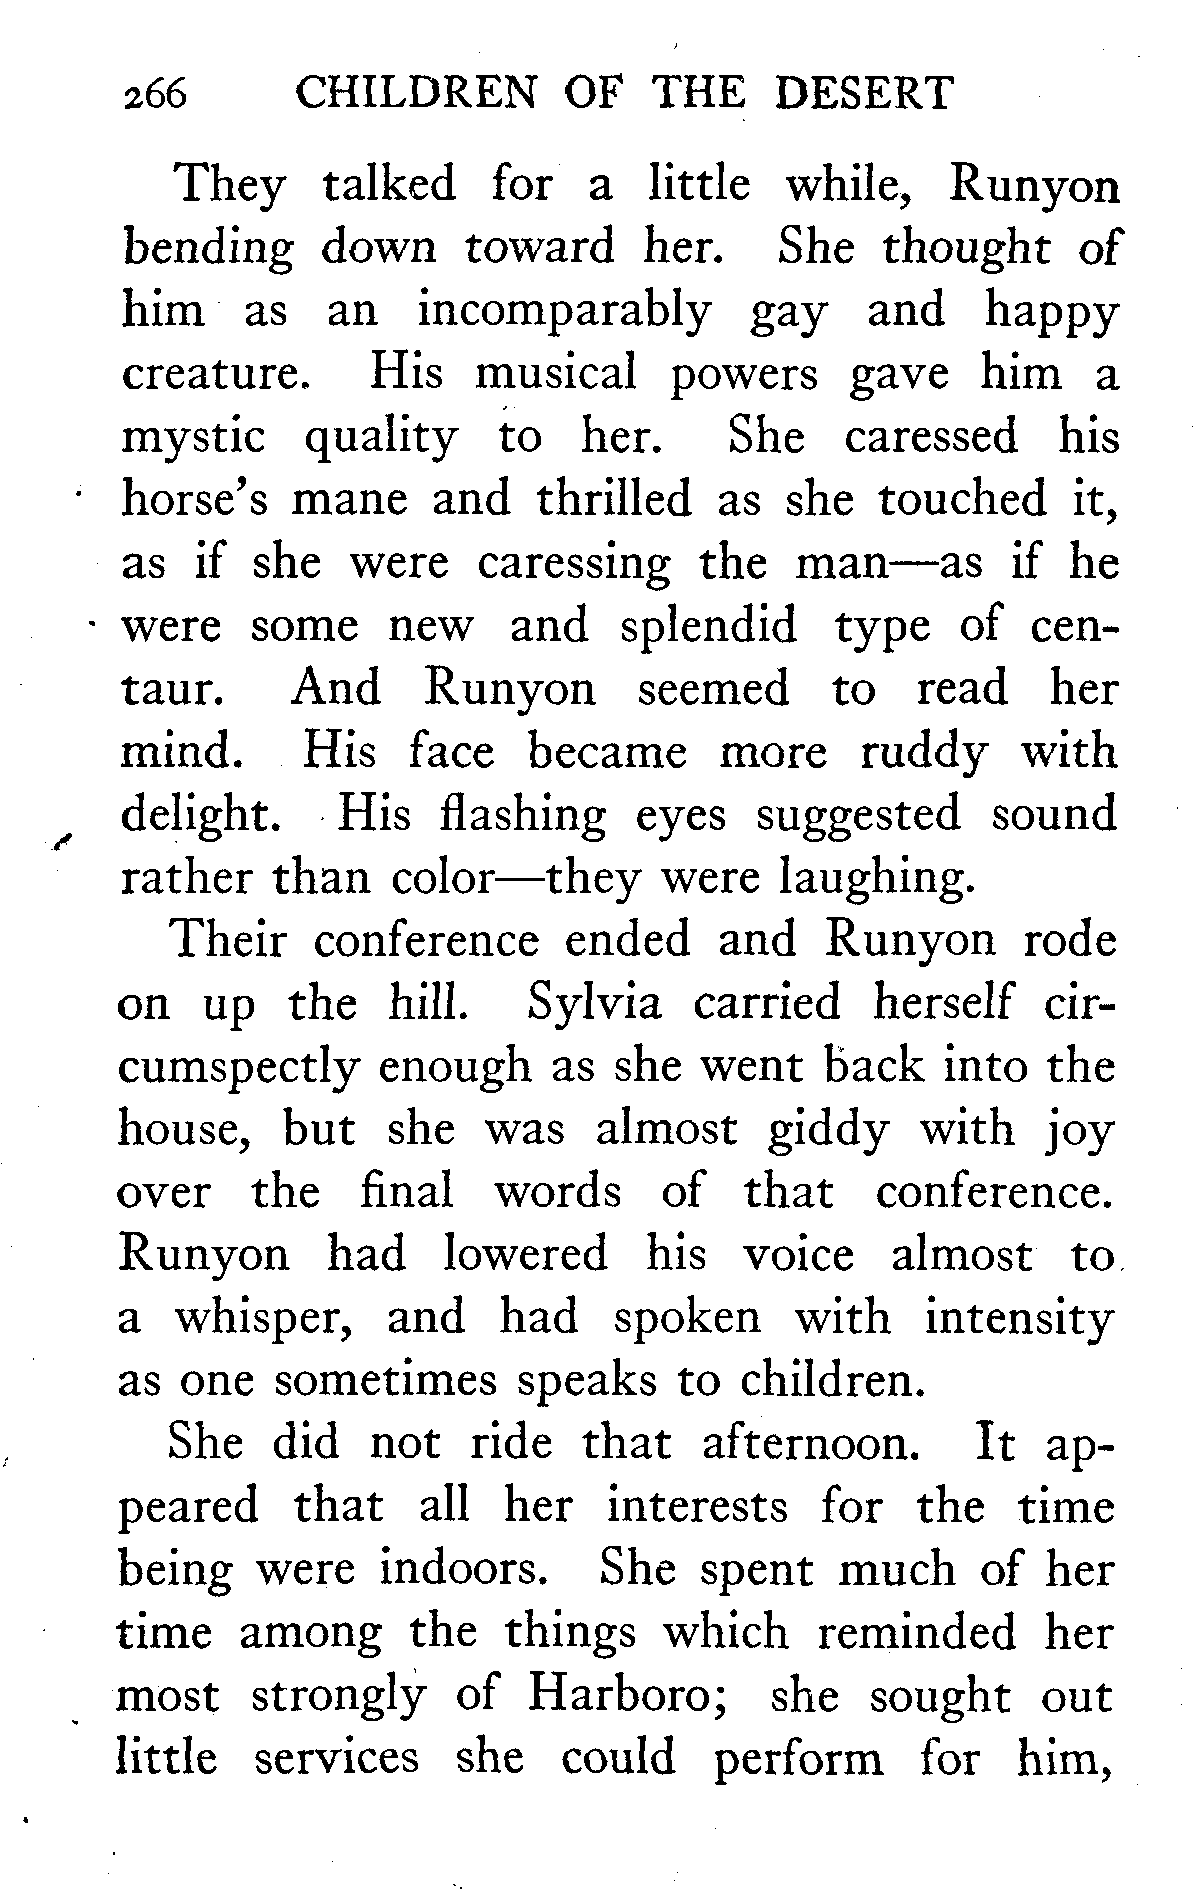 266 CHILDREN OF THE DESERT
They talked for a little while, Runyon
bending down toward her. She thought of
him as an incomparably gay and happy
creature. His musical powers gave him a
mystic quality to her. She caressed his
horse's mane and thrilled as she touched it,
as if she were caressing the man—as if he
were some new and splendid type of cen-
taur. And Runyon seemed to read her
mind. His face became more ruddy with
delight. His flashing eyes suggested sound
rather than color—they were laughing.
Their conference ended and Runyon rode
on up the hill. Sylvia carried herself cir-
cumspectly enough as she went back into the
house, but she was almost giddy with joy
over the final words of that conference.
Runyon had lowered his voice almost to
a whisper, and had spoken with intensity
as one sometimes speaks to children.
She did not ride that afternoon. It ap-
peared that all her interests for the time
being were indoors. She spent much of her
time among the things which reminded her
most strongly of Harboro; she sought out
little services she could perform for him,